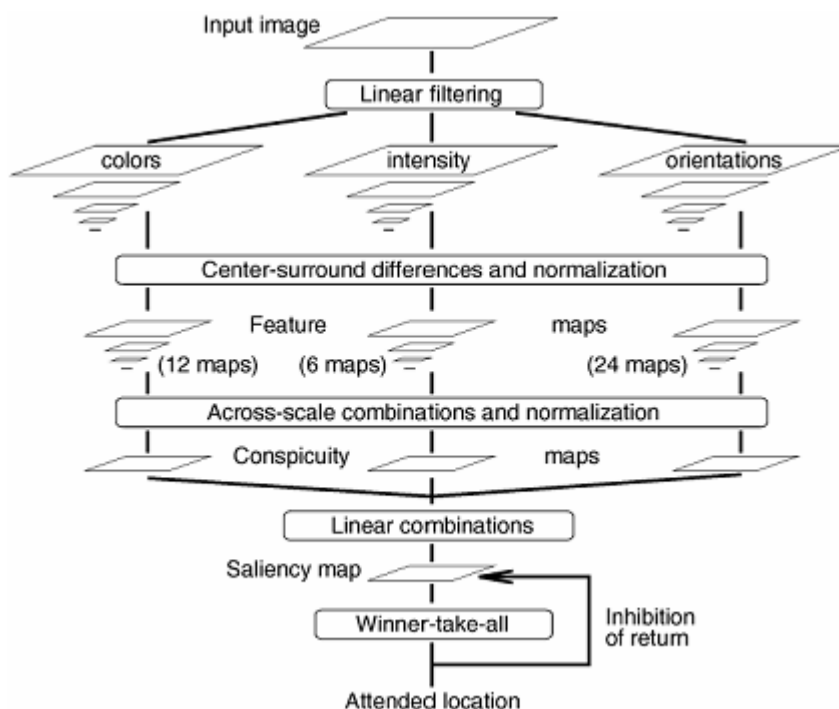 Input image
Linear filtering
colors intensity orientations
Center-surround differences and normalization
Feature maps
(12 maps) (6 maps) (24 maps)
Across-scale combinations and normalization
Conspicuity maps
Linear combinations
Saliency map
Winner-take-all
Inhibition
of return
Attended location